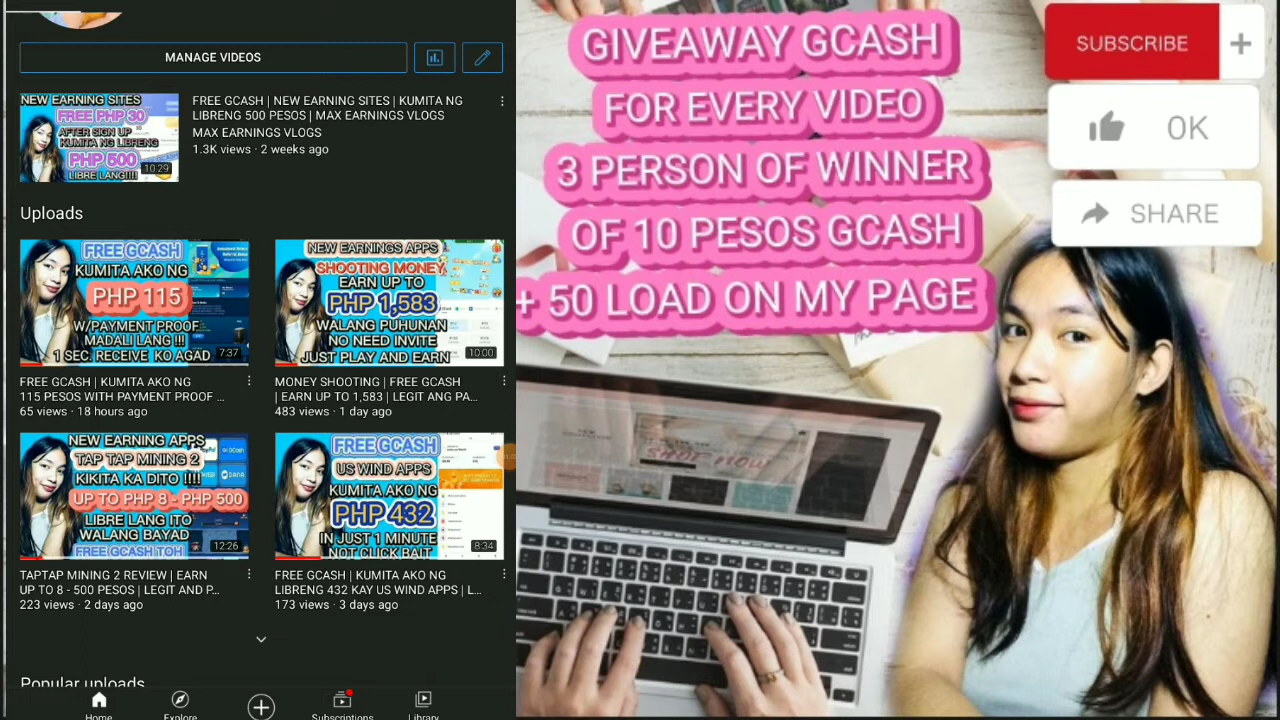 MANAGE VIDEOS
NEW EARNING SITES
FREE PHP 30
AFTER SIGN UP
KUMITA NG LIBRENG
PHP 500
LIBRE LANG!!!!
10:29
FREE GCASH | NEW EARNING SITES | KUMITA NG
LIBRENG 500 PESOS | MAX EARNINGS VLOGS
MAX EARNINGS VLOGS
1.3K views · 2 weeks ago
Uploads
FREE GCASH
KUMITA AKO NG
PHP 115
W/PAYMENT PROOF
MADALI LANG !!!
1 SEC. RECEIVE KO AGAD
7:37
FREE GCASH | KUMITA AKO NG
115 PESOS WITH PAYMENT PROOF ...
65 views · 18 hours ago
NEW EARNINGS APPS
SHOOTING MONEY
EARN UP TO
PHP 1,583
WALANG PUHUNAN
NO NEED INVITE
JUST PLAY AND EARN
10:00
MONEY SHOOTING | FREE GCASH
| EARN UP TO 1,583 | LEGIT ANG PA...
483 views · 1 day ago
NEW EARNING APPS
TAP TAP MINING 2
KIKITA KA DITO !!!!
UP TO PHP 8 - PHP 500
LIBRE LANG ITO
WALANG BAYAD
FREE GCASH TOH
12:26
TAPTAP MINING 2 REVIEW | EARN
UP TO 8 - 500 PESOS | LEGIT AND P...
223 views · 2 days ago
FREE GCASH
US WIND APPS
KUMITA AKO NG
PHP 432
IN JUST 1 MINUTE
NOT CLICK BAIT
8:34
FREE GCASH | KUMITA AKO NG
LIBRENG 432 KAY US WIND APPS | L...
173 views · 3 days ago
Popular uploads
Home
Explore
Subscriptions
Library
GIVEAWAY GCASH
FOR EVERY VIDEO
3 PERSON OF WINNER
OF 10 PESOS GCASH
+ 50 LOAD ON MY PAGE
SUBSCRIBE +
0K
SHARE